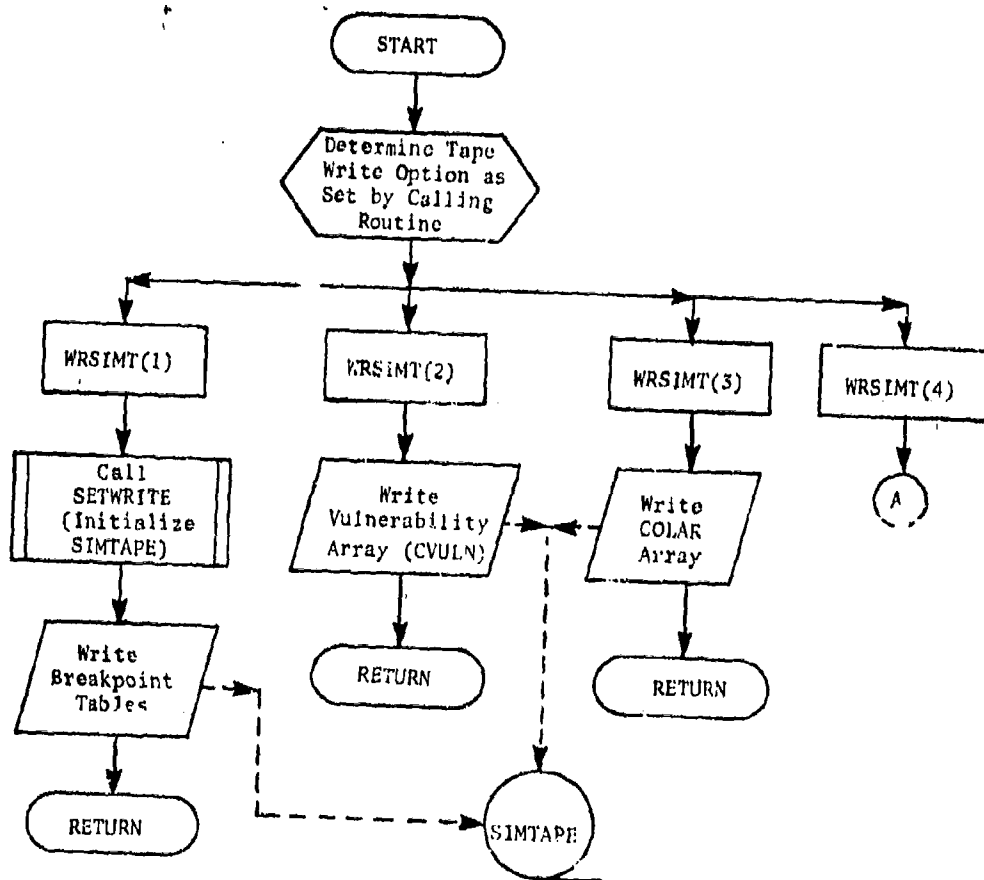 START
Determine Tape
Write Option as
Set by Calling
Routine
WRSIMT(1)
WRSIMT(2)
WRSIMT(3)
WRSIMT(4)
Call
SETWRITE
(Initialize
SIMTAPE)
Write
Vulnerability
Array (CVULN)
Write
COLAR
Array
A
Write
Breakpoint
Tables
RETURN
RETURN
RETURN
SIMTAPE